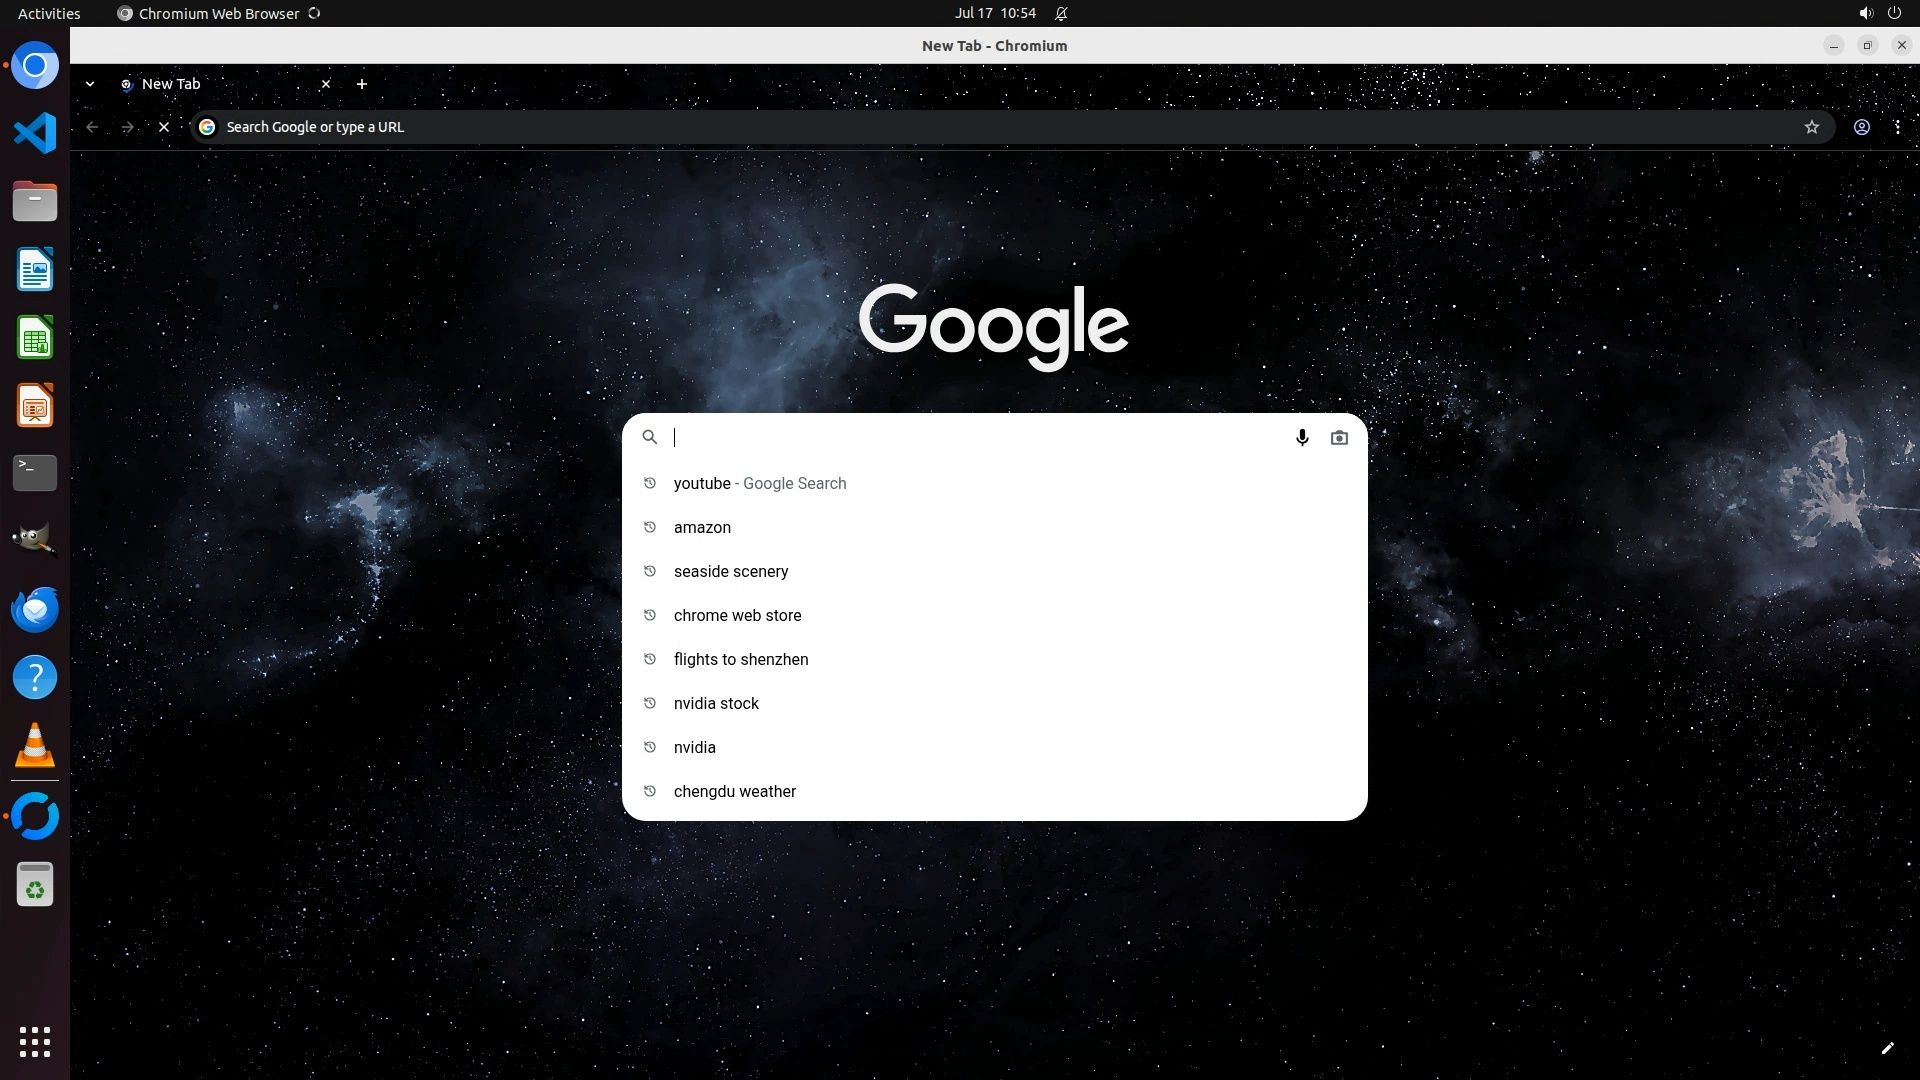 Activities
Chromium Web Browser
Jul 17 10:54
New Tab - Chromium
New Tab
Search Google or type a URL
Google
youtube - Google Search
amazon
seaside scenery
chrome web store
flights to shenzhen
nvidia stock
nvidia
chengdu weather